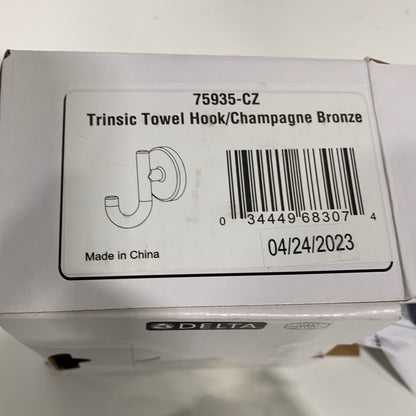 75935-CZ
Trinsic Towel Hook/Champagne Bronze
0 34449 68307 4
Made in China
04/24/2023
DELTA